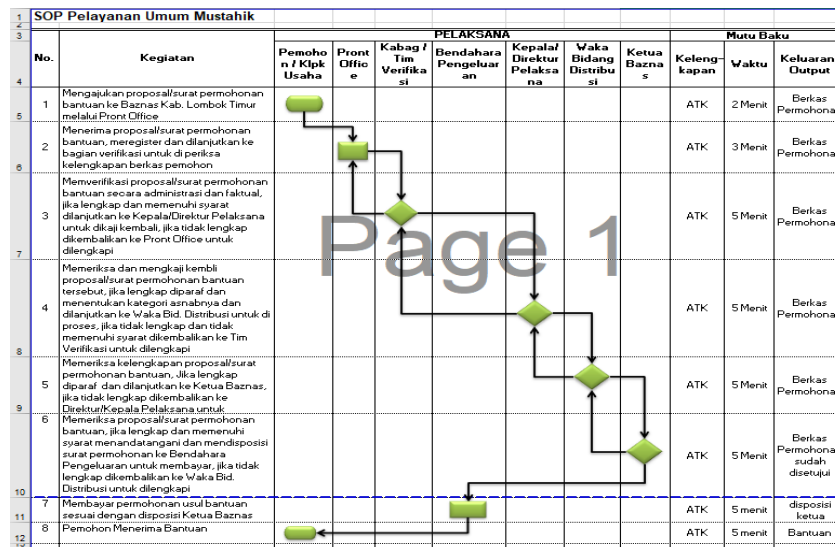 1 SOP Pelayanan Umum Mustahik
2
3 PELAKSANA Mutu Baku
No. Kegiatan Pemoho n / Klpk Usaha Pront Offic e Kabag / Tim Verifika si Bendahara Pengeluar an Kepala/ Direktur Pelaksa na Waka Bidang Distribu si Ketua Bazna s Keleng- kapan Waktu Keluaran Output
4
1 Mengajukan proposal/surat permohonan
bantuan ke Baznas Kab. Lombok Timur
melalui Pront Office
ATK 2 Menit Berkas
Permohona
5
2 Menerima proposal/surat permohonan
bantuan, meregister dan dilanjutkan ke
bagian verifikasi untuk di periksa
kelengkapan berkas pemohon
ATK 3 Menit Berkas
Permohona
6
3 Memverifikasi proposal/surat permohonan
bantuan secara administrasi dan faktual,
jika lengkap dan memenuhi syarat
dilanjutkan ke Kepala/Direktur Pelaksana
untuk dikaji kembali, jika tidak lengkap
dikembalikan ke Pront Office untuk
dilengkapi
ATK 5 Menit Berkas
Permohona
Page 1
7
4 Memeriksa dan mengkaji kembli
proposal/surat permohonan bantuan
tersebut, jika lengkap diparaf dan
menentukan kategori asnabnya dan
dilanjutkan ke Waka Bid. Distribusi untuk di
proses, jika tidak lengkap dan tidak
memenuhi syarat dikembalikan ke Tim
Verifikasi untuk dilengkapi
ATK 5 Menit Berkas
Permohona
8
5 Memeriksa kelengkapan proposal/surat
permohonan bantuan, Jika lengkap
diparaf dan dilanjutkan ke Ketua Baznas,
jika tidak lengkap dikembalikan ke
Direktur/Kepala Pelaksana untuk
ATK 5 Menit Berkas
Permohona
9
6 Memeriksa proposal/surat permohonan
bantuan, jika lengkap dan memenuhi
syarat menandatangani dan mendisposisi
surat permohonan ke Bendahara
Pengeluaran untuk membayar, jika tidak
lengkap dikembalikan ke Waka Bid.
Distribusi untuk dilengkapi
ATK 5 Menit Berkas
Permohona
sudah
disetujui
10
7 Membayar permohonan usul bantuan
sesuai dengan disposisi Ketua Baznas
ATK 5 menit disposisi
ketua
11
8 Pemohon Menerima Bantuan
ATK 5 menit Bantuan
12